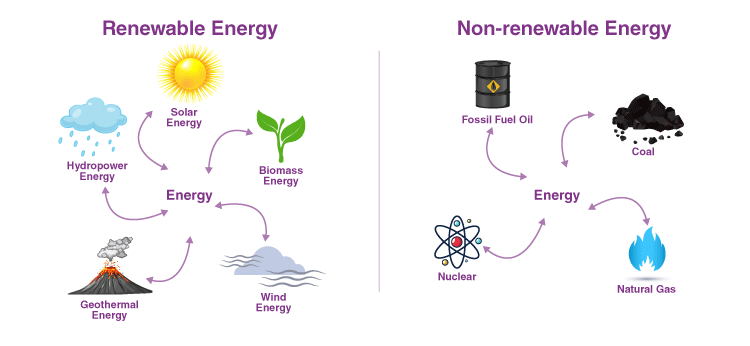 Renewable Energy
Solar
Energy
Hydropower
Energy
Biomass
Energy
Energy
Geothermal
Energy
Wind
Energy
Non-renewable Energy
Fossil Fuel Oil
Coal
Energy
Nuclear
Natural Gas